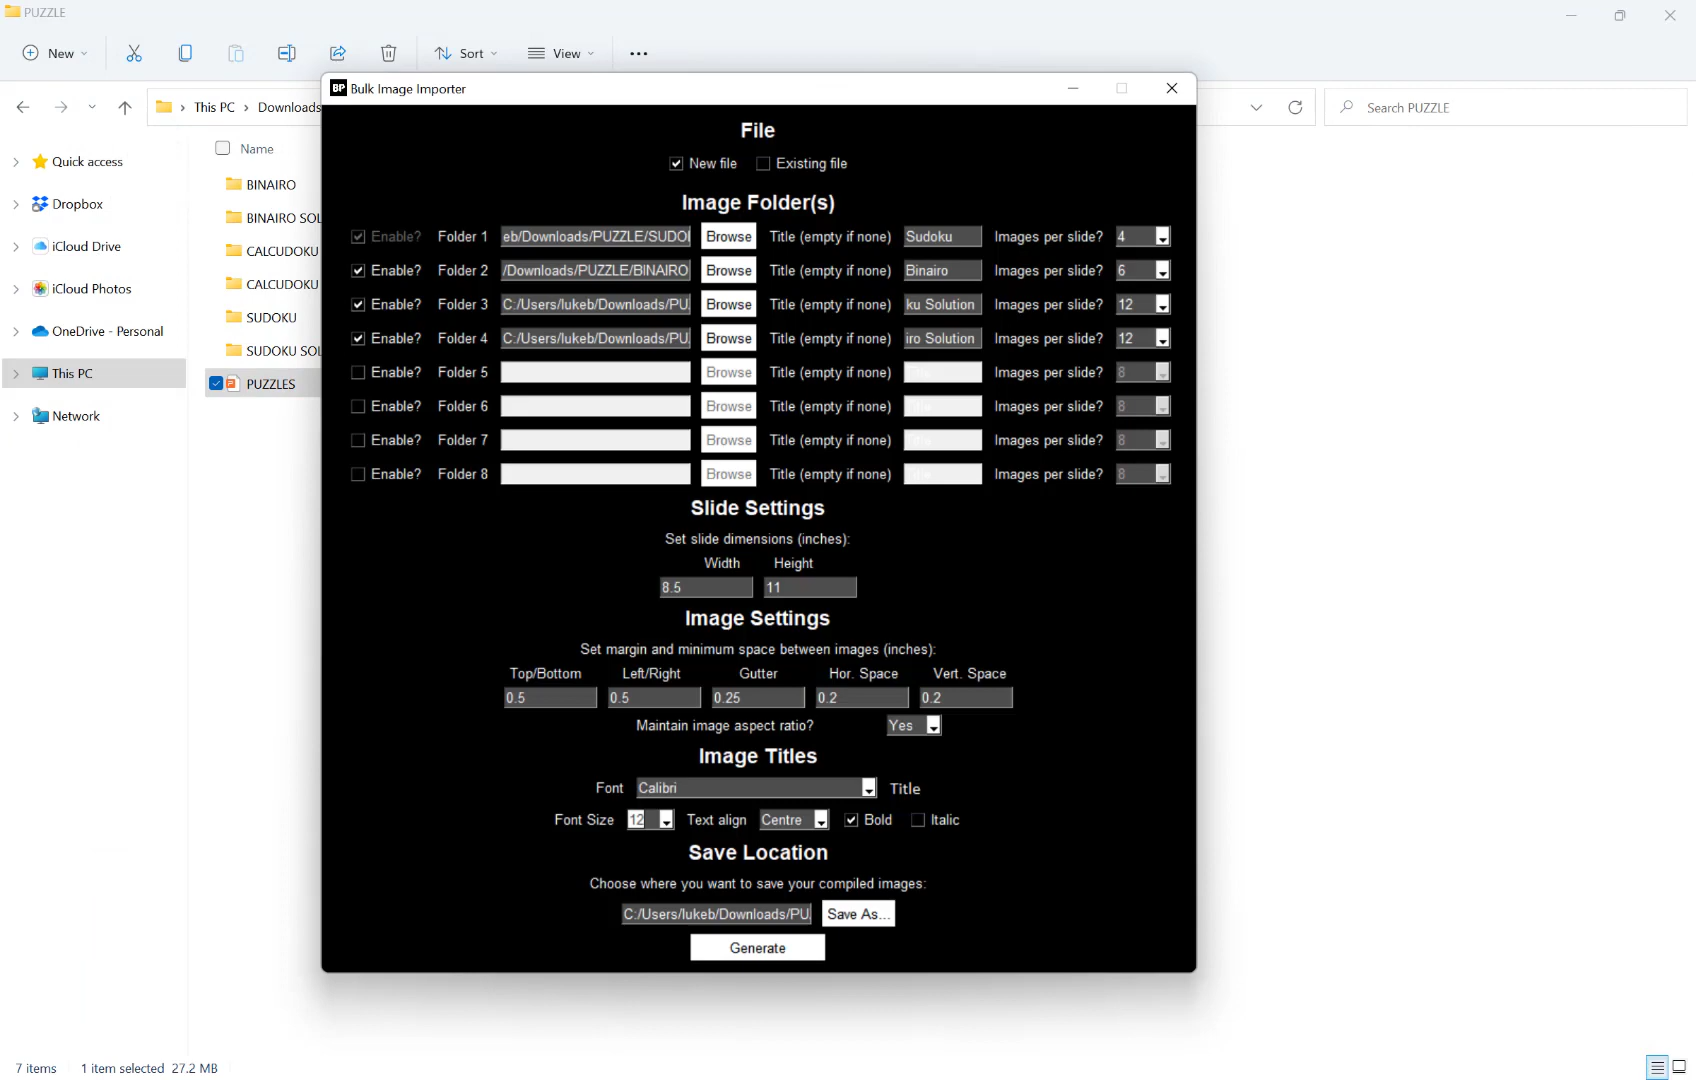 PUZZLE
New
Sort
View
This PC > Downloads
Search PUZZLE
Name
Quick access
Dropbox
iCloud Drive
iCloud Photos
OneDrive - Personal
This PC
Network
BINAIRO
BINAIRO SOL
CALCUDOKU
CALCUDOKU
SUDOKU
SUDOKU SOL
PUZZLES
BP Bulk Image Importer
File
New file Existing file
Image Folder(s)
Enable? Folder 1 eb/Downloads/PUZZLE/SUDO Browse Title (empty if none) Sudoku Images per slide? 4
Enable? Folder 2 /Downloads/PUZZLE/BINAIRO Browse Title (empty if none) Binairo Images per slide? 6
Enable? Folder 3 C:/Users/lukeb/Downloads/PU Browse Title (empty if none) ku Solution Images per slide? 12
Enable? Folder 4 C:/Users/lukeb/Downloads/PU Browse Title (empty if none) iro Solution Images per slide? 12
Enable? Folder 5 Browse Title (empty if none) Images per slide? 8
Enable? Folder 6 Browse Title (empty if none) Images per slide? 8
Enable? Folder 7 Browse Title (empty if none) Images per slide? 8
Enable? Folder 8 Browse Title (empty if none) Images per slide? 8
Slide Settings
Set slide dimensions (inches):
Width Height
8.5 11
Image Settings
Set margin and minimum space between images (inches):
Top/Bottom Left/Right Gutter Hor. Space Vert. Space
0.5 0.5 0.25 0.2 0.2
Maintain image aspect ratio? Yes
Image Titles
Font Calibri Title
Font Size 12 Text align Centre Bold Italic
Save Location
Choose where you want to save your compiled images:
C:/Users/lukeb/Downloads/PU Save As...
Generate
7 items 1 item selected 27.2 MB